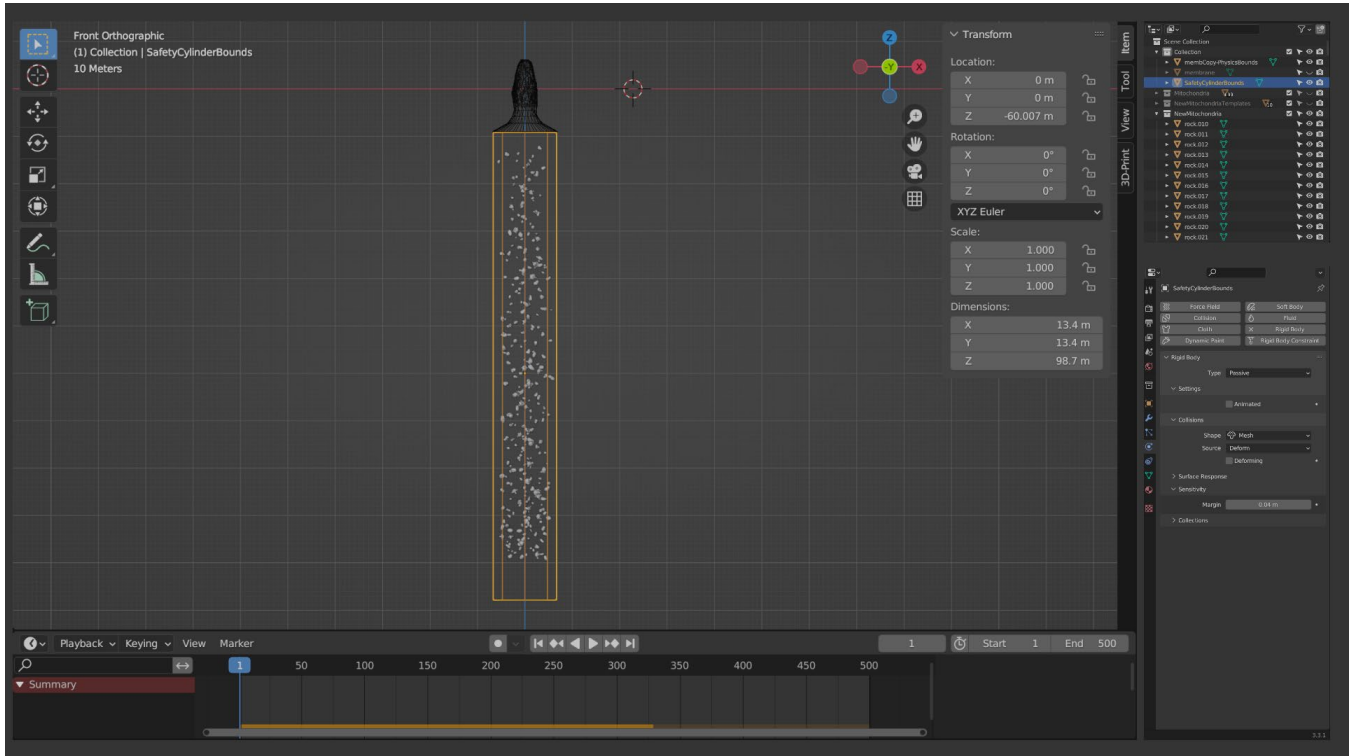 Front Orthographic
(1) Collection | SafetyCylinderBounds
10 Meters
Z
-Y
X
Transform
Location:
X 0 m
Y 0 m
Z -60.007 m
Rotation:
X 0°
Y 0°
Z 0°
XYZ Euler
Scale:
X 1.000
Y 1.000
Z 1.000
Dimensions:
X 13.4 m
Y 13.4 m
Z 98.7 m
Item
Tool
View
3D-Print
Scene Collection
Collection
membCopy-PhysicsBounds
membrane
SafetyCylinderBounds
Mitochondria
NewMitochondriaTemplates
NewMitochondria
rock.010
rock.011
rock.012
rock.013
rock.014
rock.015
rock.016
rock.017
rock.018
rock.019
rock.020
rock.021
SafetyCylinderBounds
Force Field Soft Body
Collision Fluid
Cloth Rigid Body
Dynamic Paint Rigid Body Constraint
Rigid Body
Type Passive
Settings
Animated
Collisions
Shape Mesh
Source Deform
Deforming
Surface Response
Sensitivity
Margin 0.04 m
Collections
Playback Keying View Marker 1 Start 1 End 500
1 50 100 150 200 250 300 350 400 450 500
Summary
3.3.1